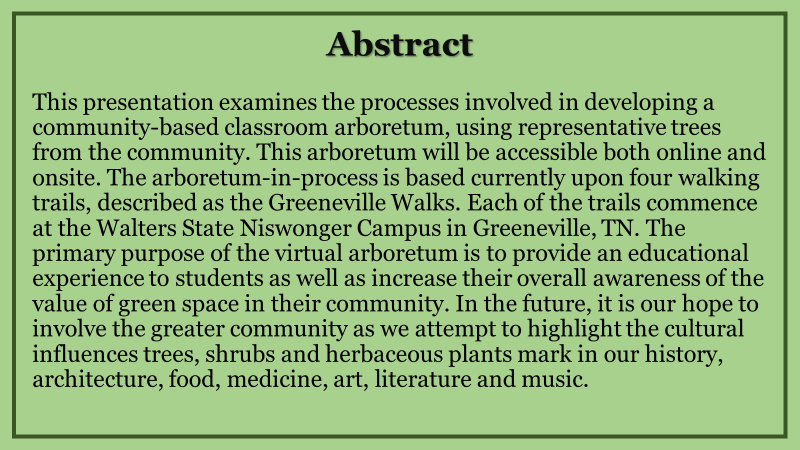 Abstract
This presentation examines the processes involved in developing a
community-based classroom arboretum, using representative trees
from the community. This arboretum will be accessible both online and
onsite. The arboretum-in-process is based currently upon four walking
trails, described as the Greeneville Walks. Each of the trails commence
at the Walters State Niswonger Campus in Greeneville, TN. The
primary purpose of the virtual arboretum is to provide an educational
experience to students as well as increase their overall awareness of the
value of green space in their community. In the future, it is our hope to
involve the greater community as we attempt to highlight the cultural
influences trees, shrubs and herbaceous plants mark in our history,
architecture, food, medicine, art, literature and music.